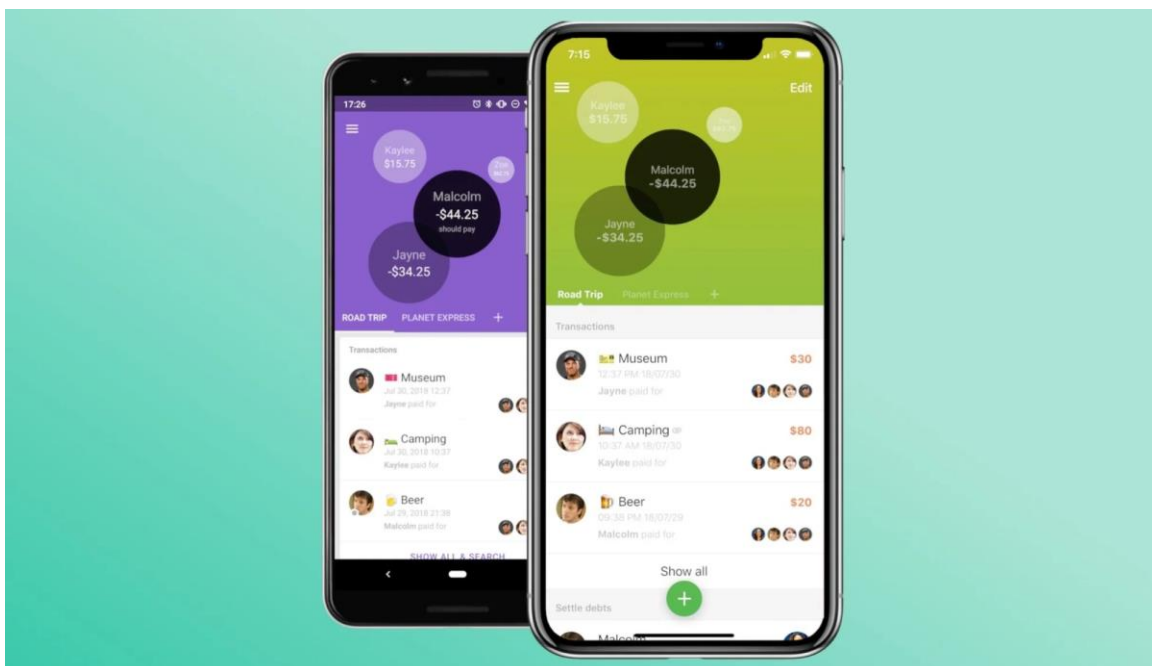 17:26
Kaylee
$15.75
Zoe
Malcolm
-$44.25
should pay
Jayne
-$34.25
ROAD TRIP PLANET EXPRESS +
Transactions
Museum
Jul 30, 2018 12:37
Jayne paid for
Camping
Jul 30, 2018 10:37
Kaylee paid for
Beer
Jul 29, 2018 21:38
Malcolm paid for
SHOW ALL & SEARCH
7:15
Edit
Kaylee
$15.75
Malcolm
-$44.25
Jayne
-$34.25
Road Trip Planet Express +
Transactions
Museum $30
12:37 PM 18/07/30
Jayne paid for
Camping $80
10:37 AM 18/07/30
Kaylee paid for
Beer $20
09:38 PM 18/07/29
Malcolm paid for
Show all
+
Settle debts
Malcolm